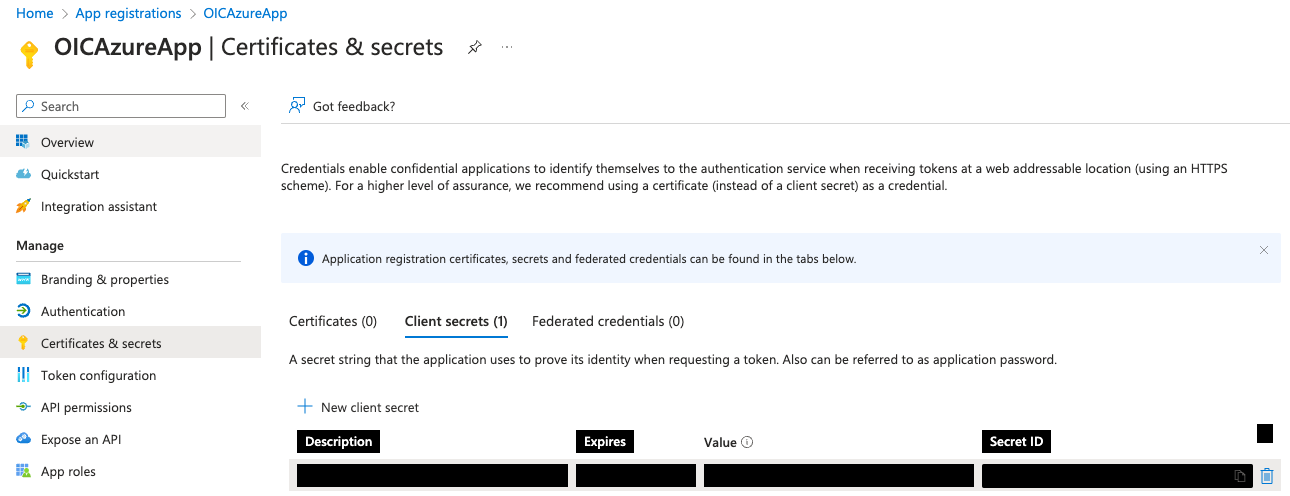 Home > App registrations > OICAzureApp
OICAzureApp | Certificates & secrets
Search
Got feedback?
Overview
Quickstart
Integration assistant
Manage
Branding & properties
Authentication
Certificates & secrets
Token configuration
API permissions
Expose an API
App roles
Credentials enable confidential applications to identify themselves to the authentication service when receiving tokens at a web addressable location (using an HTTPS
scheme). For a higher level of assurance, we recommend using a certificate (instead of a client secret) as a credential.
Application registration certificates, secrets and federated credentials can be found in the tabs below.
Certificates (0) Client secrets (1) Federated credentials (0)
A secret string that the application uses to prove its identity when requesting a token. Also can be referred to as application password.
New client secret
Description Expires Value Secret ID